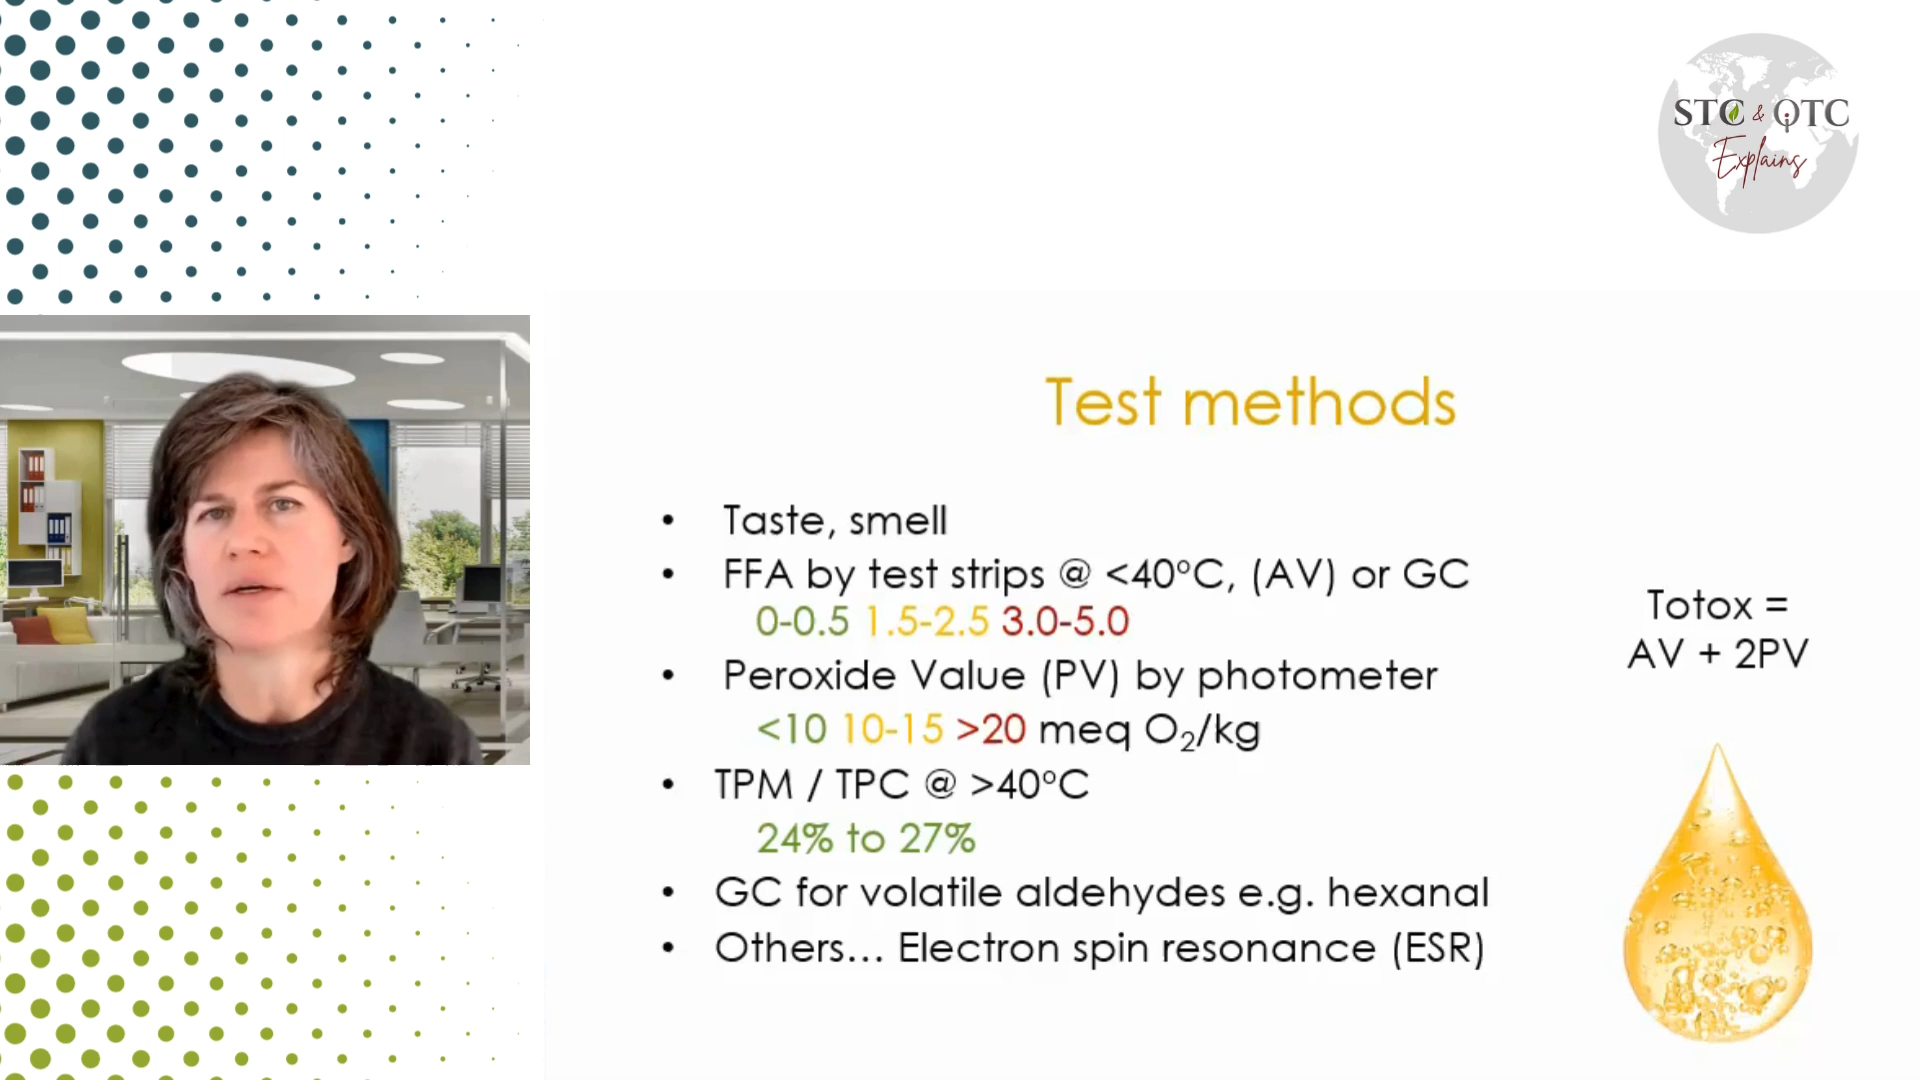 STC & QTC
Explains
Test methods
• Taste, smell
• FFA by test strips @ <40°C, (AV) or GC
0-0.5 1.5-2.5 3.0-5.0
• Peroxide Value (PV) by photometer
<10 10-15 >20 meq O₂/kg
• TPM / TPC @ >40°C
24% to 27%
• GC for volatile aldehydes e.g. hexanal
• Others... Electron spin resonance (ESR)
Totox =
AV + 2PV